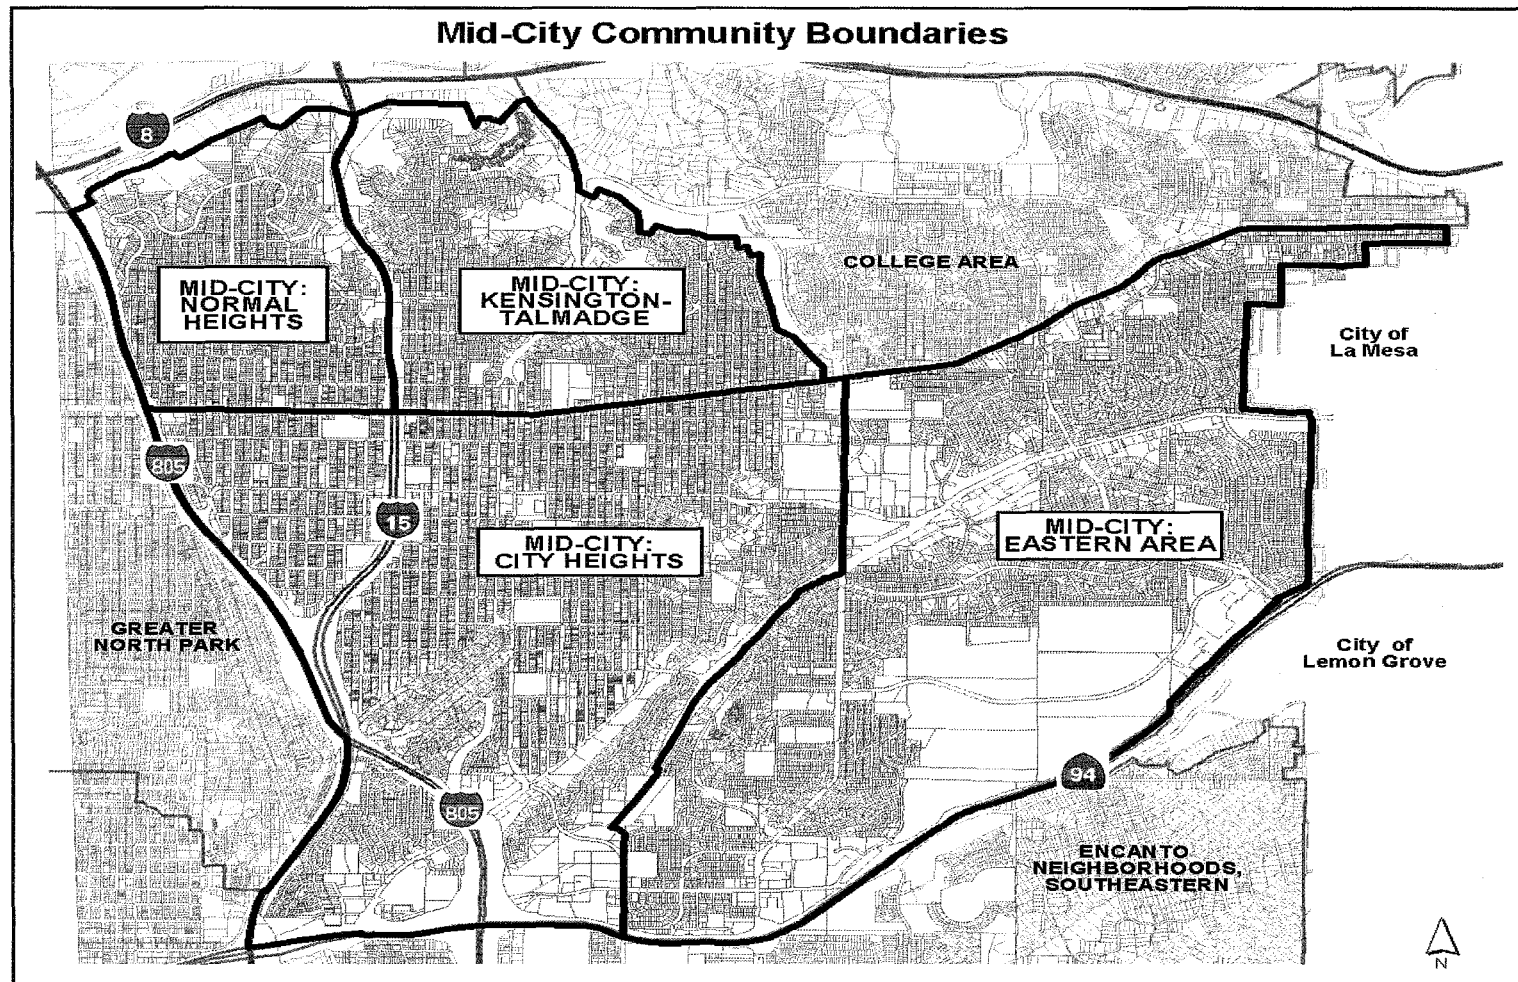 Mid-City Community Boundaries
8
COLLEGE AREA
MID-CITY:
NORMAL
HEIGHTS
MID-CITY:
KENSINGTON-
TALMADGE
City of
La Mesa
805
15
MID-CITY:
CITY HEIGHTS
MID-CITY:
EASTERN AREA
GREATER
NORTH PARK
City of
Lemon Grove
94
805
ENCANTO
NEIGHBORHOODS,
SOUTHEASTERN
N